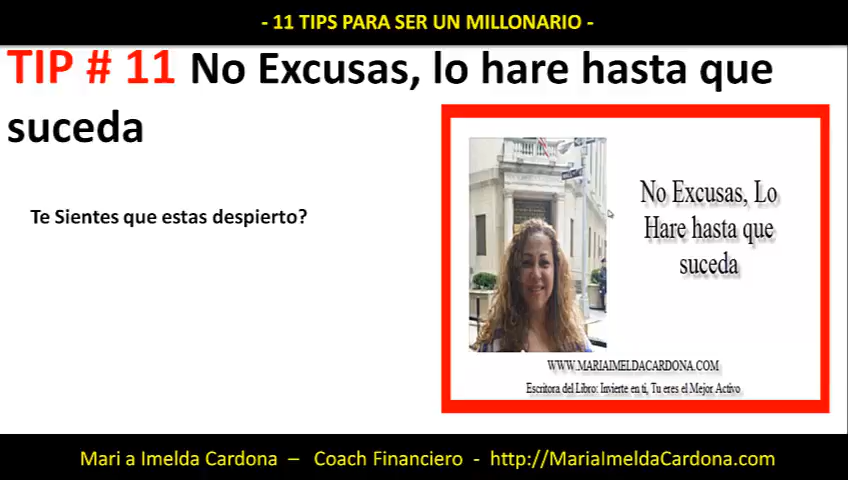 - 11 TIPS PARA SER UN MILLONARIO -
TIP # 11 No Excusas, lo hare hasta que
suceda
Te Sientes que estas despierto?
No Excusas, Lo
Hare hasta que
suceda
WWW.MARIAIMELDACARDONA.COM
Escritora del Libro: Invierte en ti, Tu eres el Mejor Activo
Mari a Imelda Cardona – Coach Financiero - http://MariaImeldaCardona.com